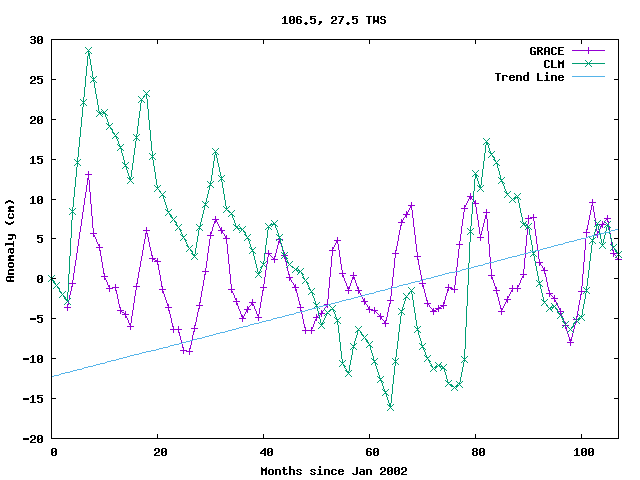 106.5, 27.5 TWS
GRACE
CLM
Trend Line
30
25
20
15
10
5
0
-5
-10
-15
-20
Anomaly (cm)
0 20 40 60 80 100
Months since Jan 2002